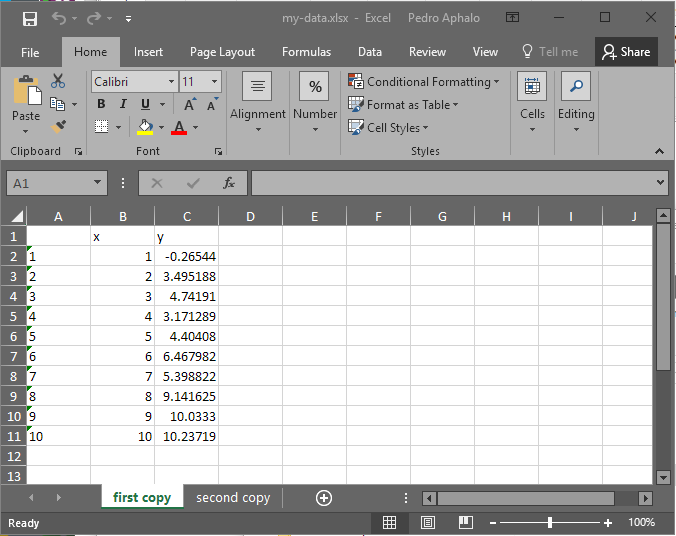 my-data.xlsx - Excel Pedro Aphalo
File Home Insert Page Layout Formulas Data Review View Tell me Share
Calibri 11
Paste
B I U A A
A
Alignment
%
Number
Conditional Formatting
Format as Table
Cell Styles
Cells
Editing
Clipboard Font Styles
A1 fx
A B C D E F G H I J
1 x y
2 1 1 -0.26544
3 2 2 3.495188
4 3 3 4.74191
5 4 4 3.171289
6 5 5 4.40408
7 6 6 6.467982
8 7 7 5.398822
9 8 8 9.141625
10 9 9 10.0333
11 10 10 10.23719
12
13
first copy second copy
Ready 100%